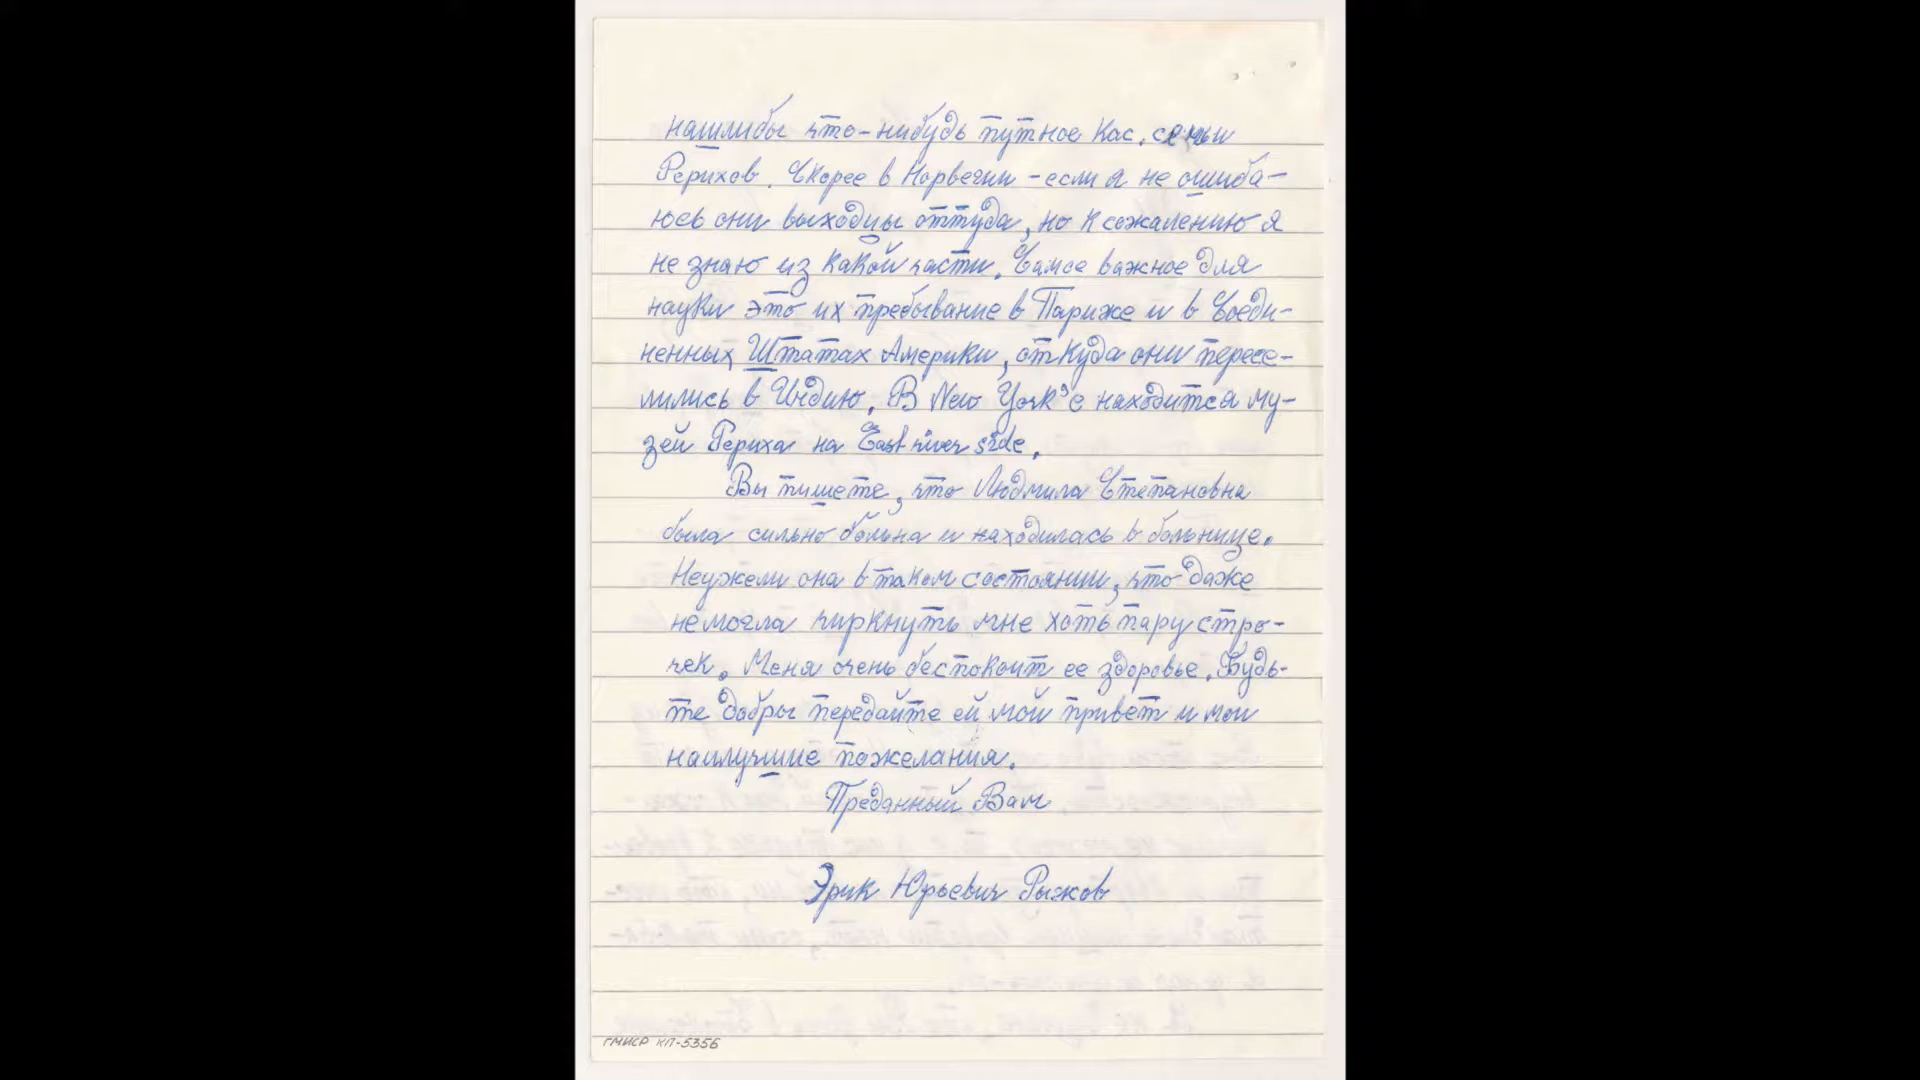 нашлибы что-нибудь путное кас. семьи
Рерихов. Скорее в Норвегии - если я не ошиба-
юсь они выходцы оттуда, но к сожалению я
не знаю из какой части. Самое важное для
науки это их пребывание в Париже и в Соеди-
ненных Штатах Америки, откуда они пересе-
лились в Индию. В New York'е находится му-
зей Рериха на East river side.
Вы пишете, что Людмила Степановна
была сильно больна и находилась в больнице.
Неужели она в таком состоянии, что даже
не могла чиркнуть мне хоть пару стро-
чек. Меня очень беспокоит ее здоровье. Будь-
те добры передайте ей мой привет и мои
наилучшие пожелания.
Преданный Вам
Эрик Юрьевич Рыжов
ГМИСР КП-5356